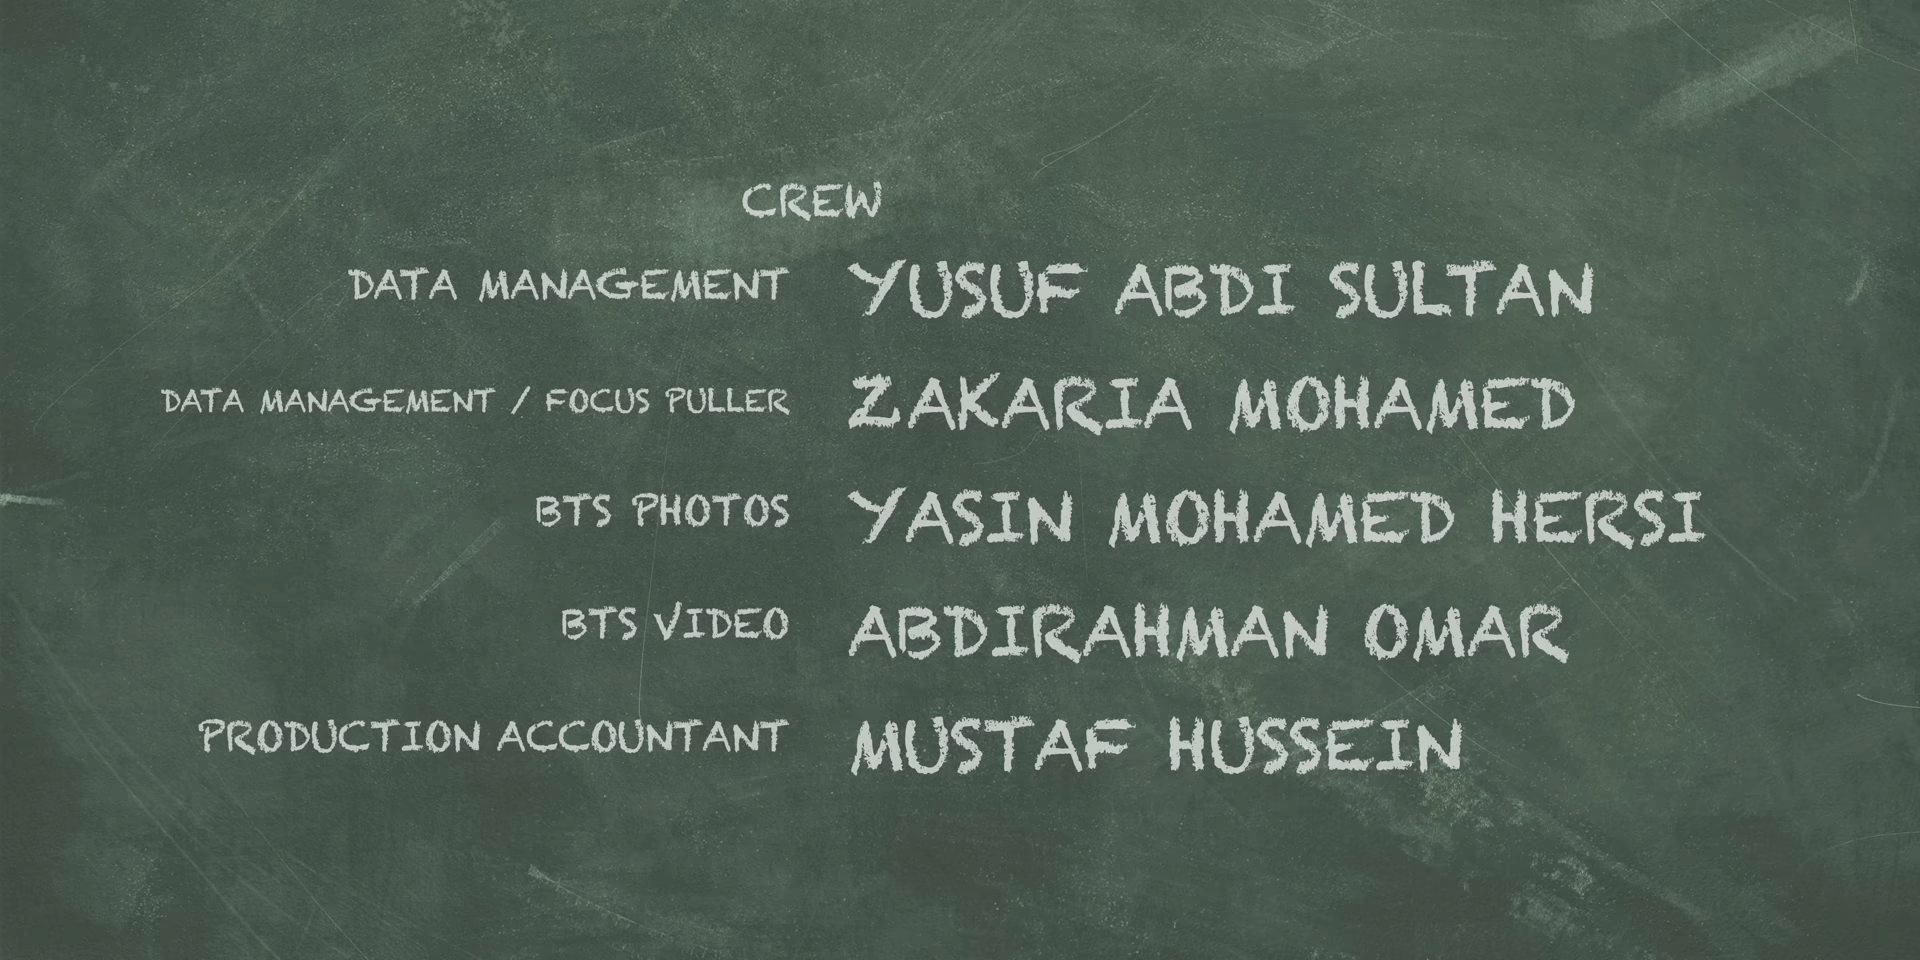 CREW
DATA MANAGEMENT YUSUF ABDI SULTAN
DATA MANAGEMENT / FOCUS PULLER ZAKARIA MOHAMED
BTS PHOTOS YASIN MOHAMED HERSI
BTS VIDEO ABDIRAHMAN OMAR
PRODUCTION ACCOUNTANT MUSTAF HUSSEIN